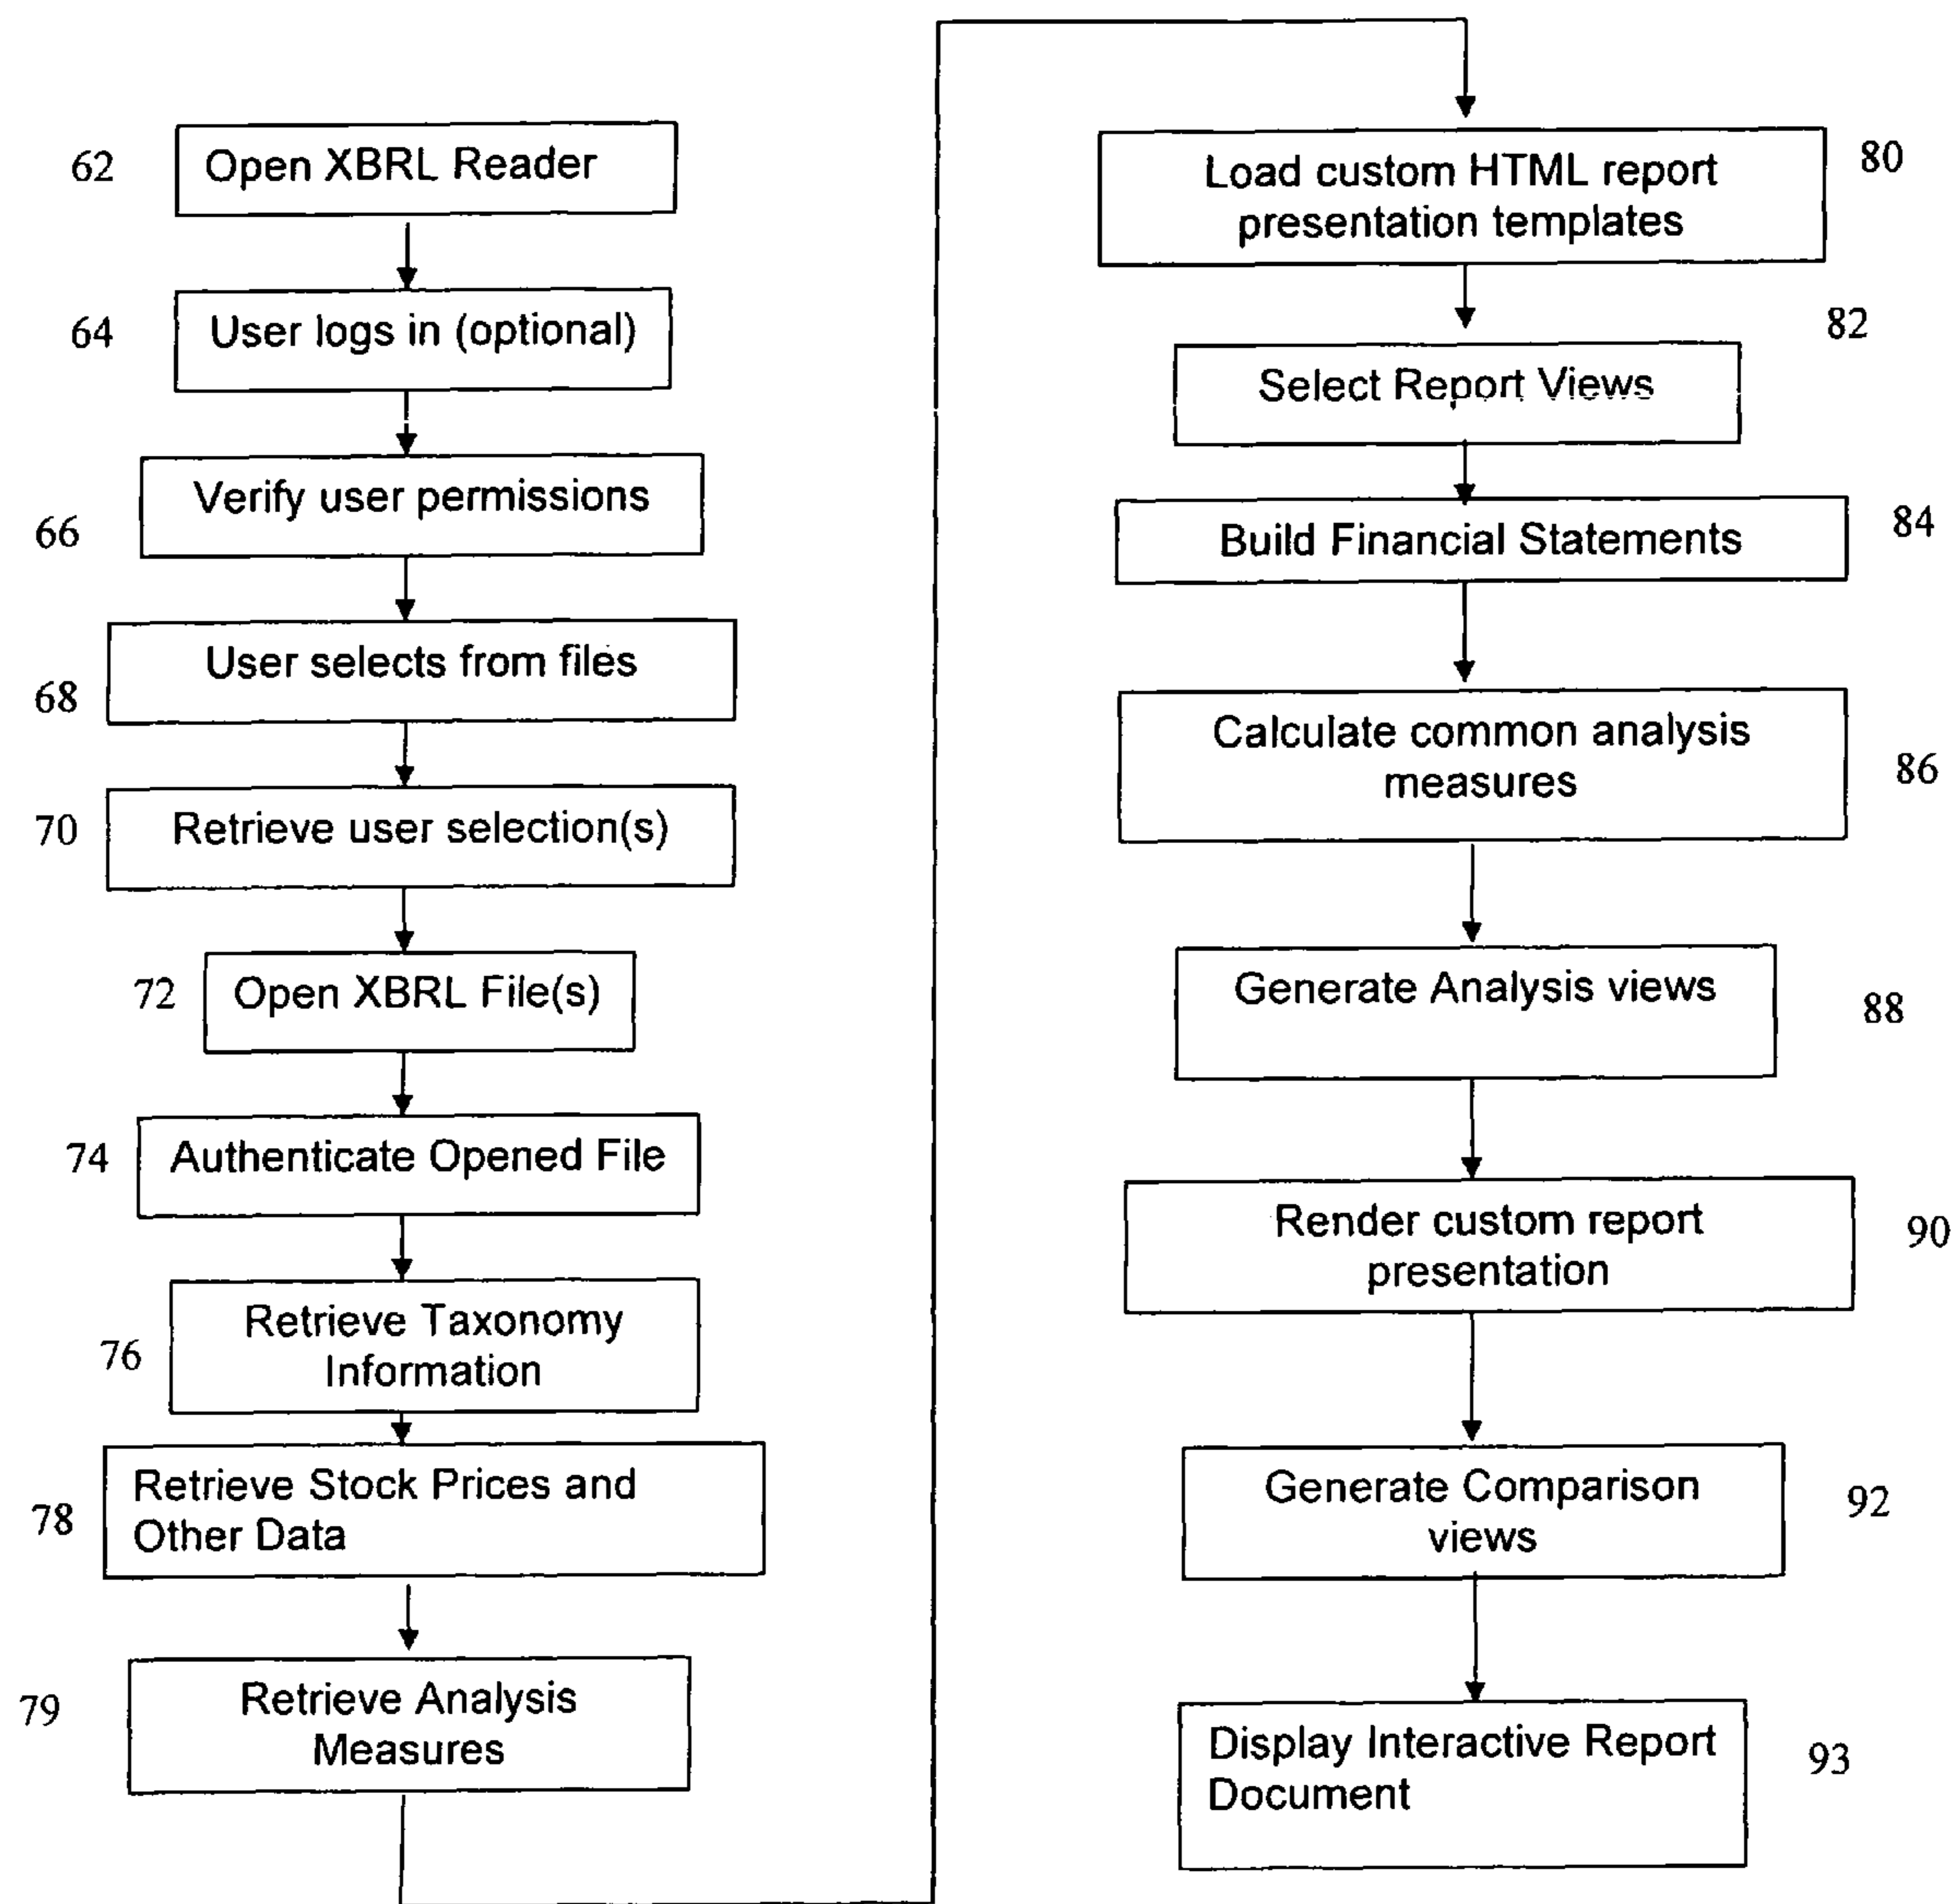 62
Open XBRL Reader
64
User logs in (optional)
66
Verify user permissions
68
User selects from files
70
Retrieve user selection(s)
72
Open XBRL File(s)
74
Authenticate Opened File
76
Retrieve Taxonomy
Information
78
Retrieve Stock Prices and
Other Data
79
Retrieve Analysis
Measures
Load custom HTML report
presentation templates
80
Select Report Views
82
Build Financial Statements
84
Calculate common analysis
measures
86
Generate Analysis views
88
Render custom report
presentation
90
Generate Comparison
views
92
Display Interactive Report
Document
93